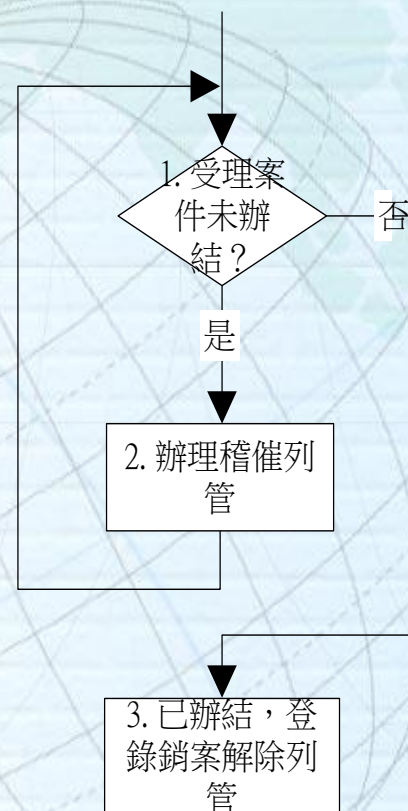 1. 受理案
件未辦
結？
否
是
2. 辦理稽催列
管
3. 已辦結，登
錄銷案解除列
管